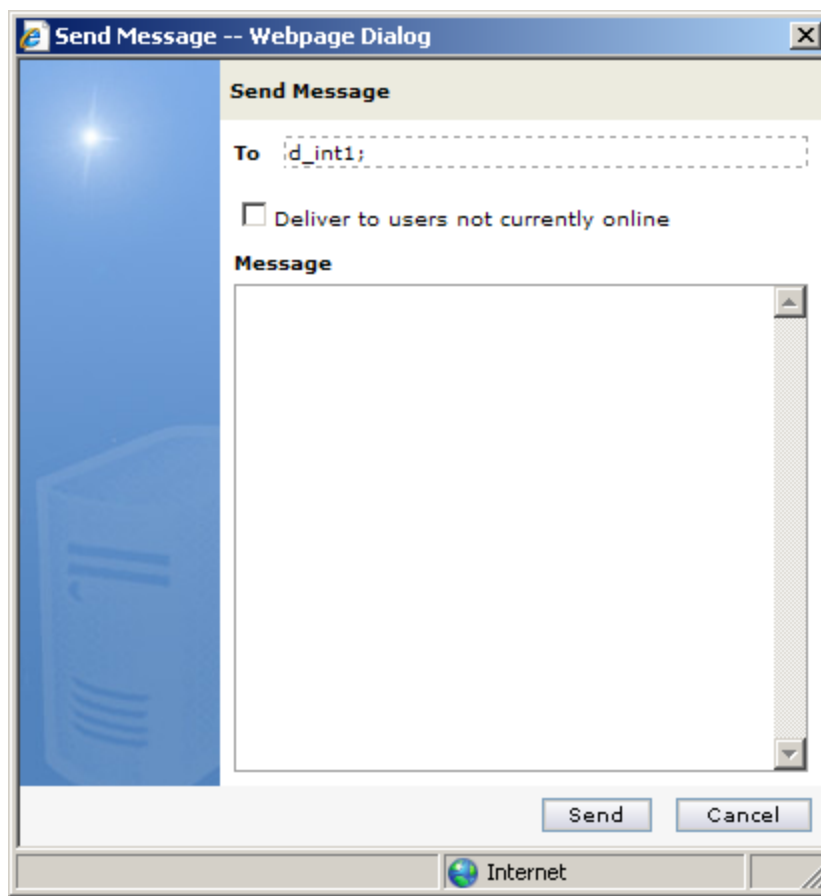 Send Message -- Webpage Dialog
Send Message
To d_int1;
Deliver to users not currently online
Message
Send Cancel
Internet